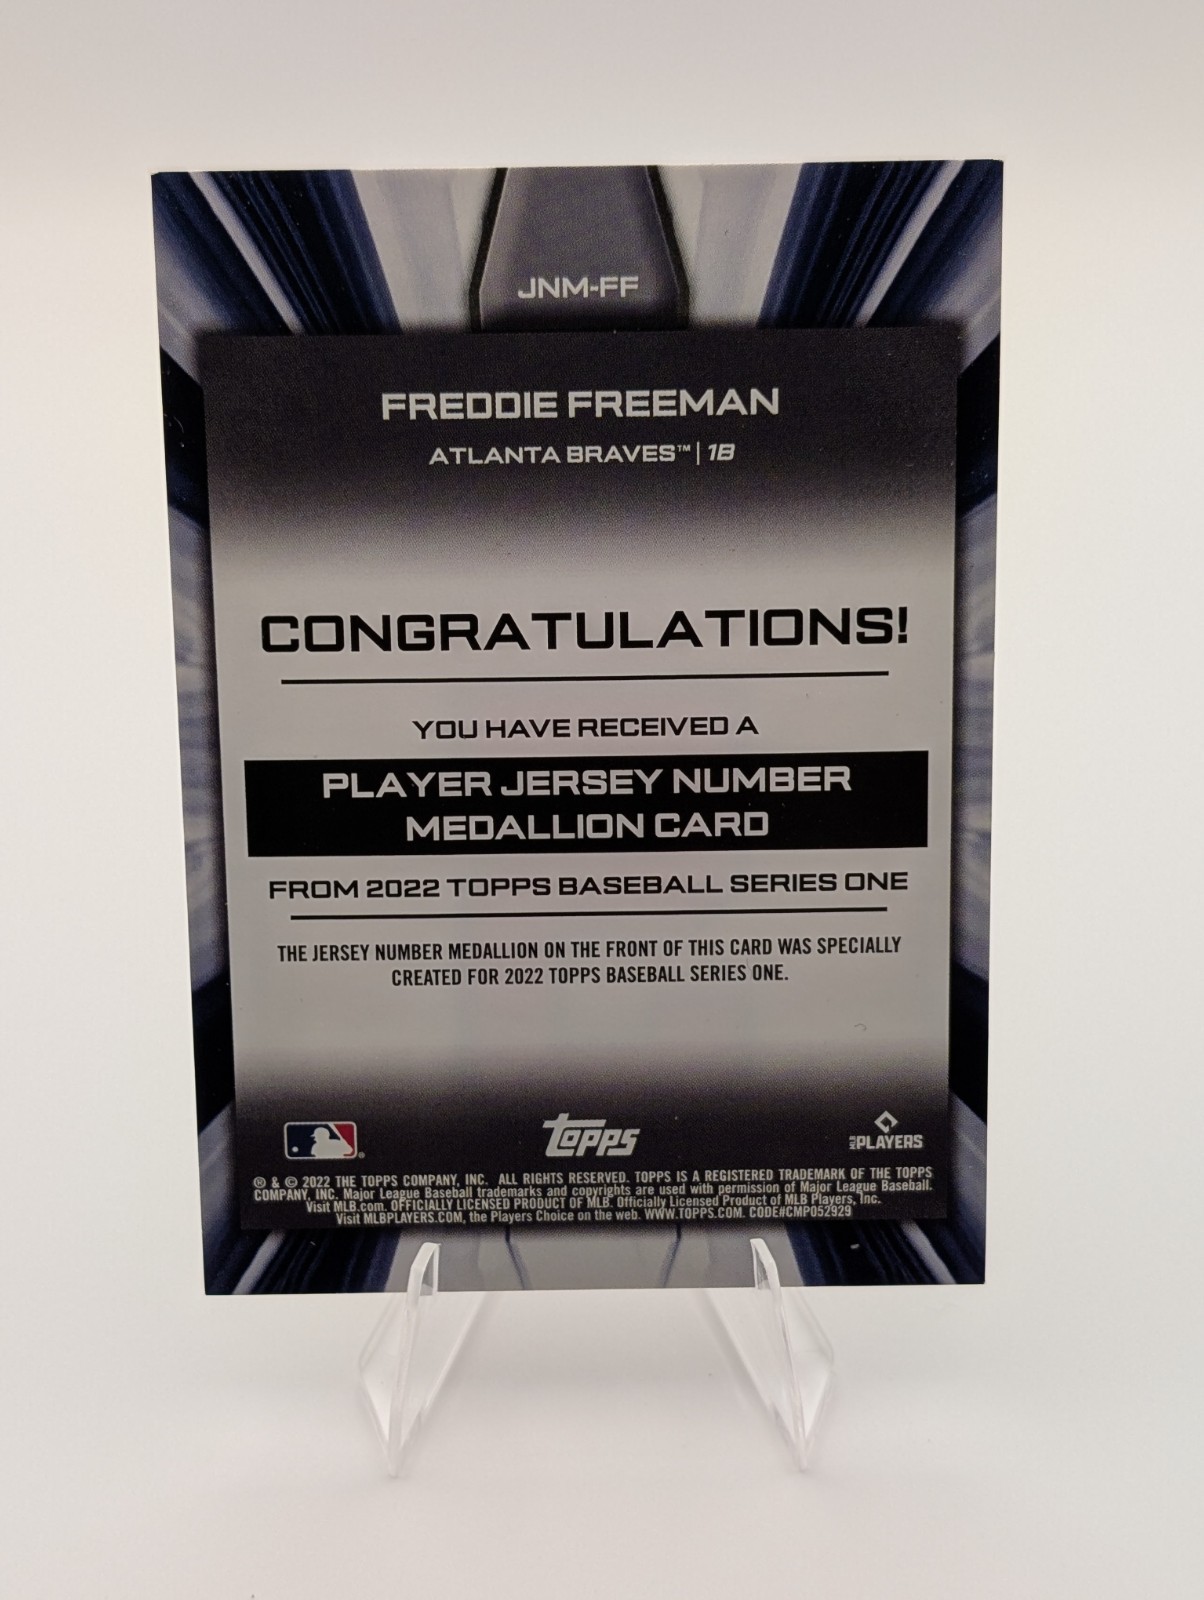 JNM-FF
FREDDIE FREEMAN
ATLANTA BRAVES™ | 1B
CONGRATULATIONS!
YOU HAVE RECEIVED A
PLAYER JERSEY NUMBER
MEDALLION CARD
FROM 2022 TOPPS BASEBALL SERIES ONE
THE JERSEY NUMBER MEDALLION ON THE FRONT OF THIS CARD WAS SPECIALLY
CREATED FOR 2022 TOPPS BASEBALL SERIES ONE.
Topps
MLB PLAYERS
® & © 2022 THE TOPPS COMPANY, INC. ALL RIGHTS RESERVED. TOPPS IS A REGISTERED TRADEMARK OF THE TOPPS
COMPANY, INC. Major League Baseball trademarks and copyrights are used with permission of Major League Baseball.
Visit MLB.com. OFFICIALLY LICENSED PRODUCT OF MLB. Officially Licensed Product of MLB Players, Inc.
Visit MLBPLAYERS.COM, the Players Choice on the web. WWW.TOPPS.COM. CODE#CMP052929